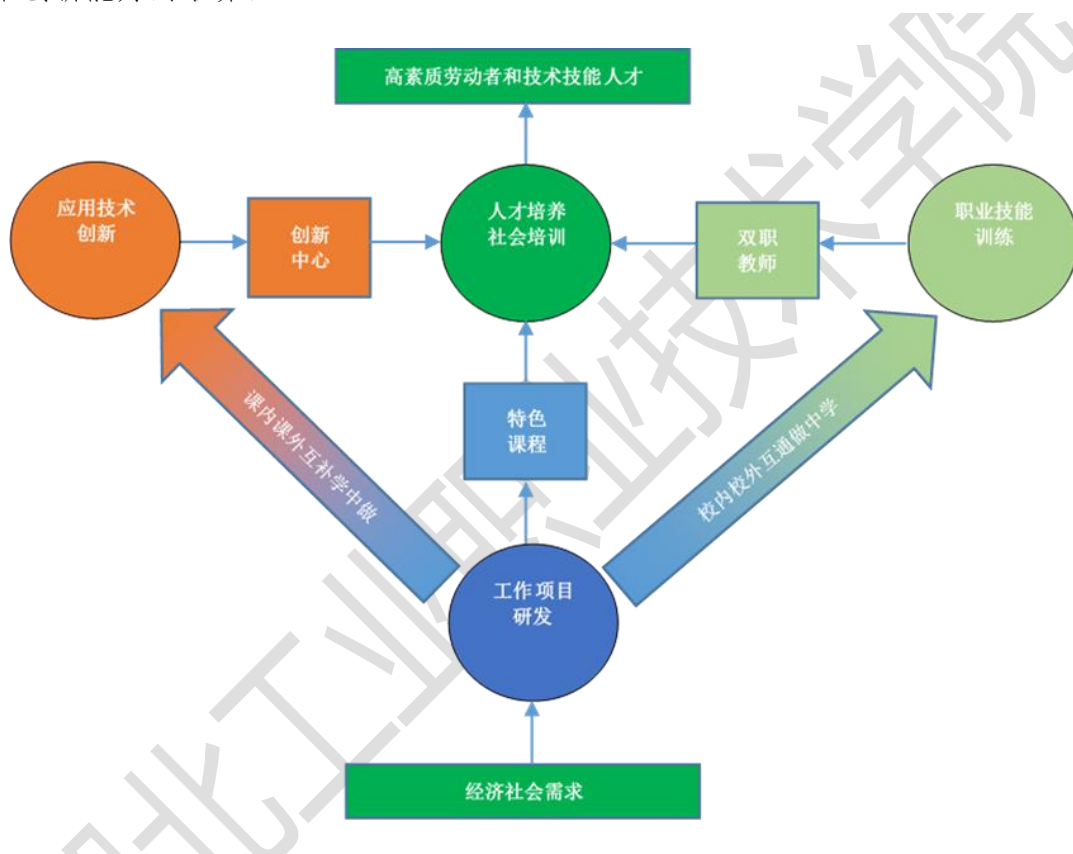 高素质劳动者和技术技能人才
应用技术
创新
创新
中心
人才培养
社会培训
双职
教师
职业技能
训练
课内课外互补学中做
特色
课程
校内校外互通做中学
工作项目
研发
经济社会需求
北工业职业技术学院